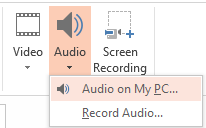 Video Audio Screen
Recording
Audio on My PC...
Record Audio...